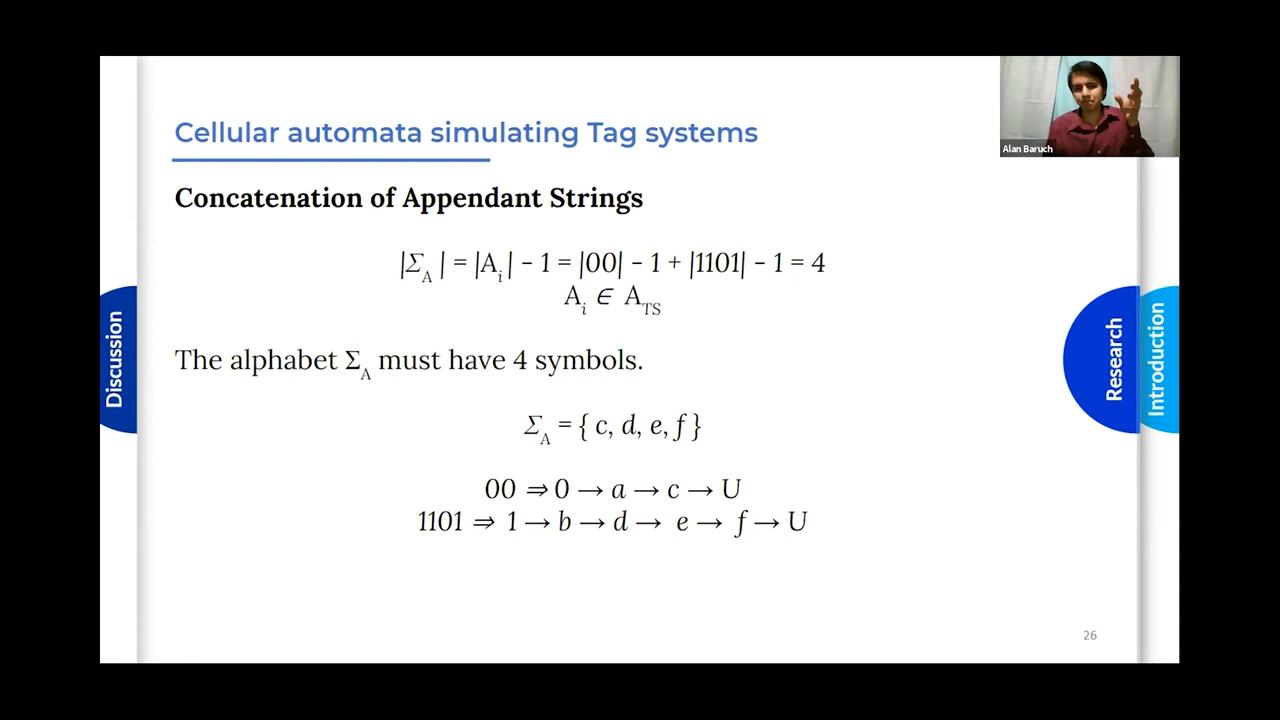 Cellular automata simulating Tag systems
Alan Baruch
Concatenation of Appendant Strings
|Σ_A| = |A_i| − 1 = |00| − 1 + |1101| − 1 = 4
A_i ∈ A_TS
The alphabet Σ_A must have 4 symbols.
Σ_A = { c, d, e, f }
00 ⇒ 0 → a → c → U
1101 ⇒ 1 → b → d → e → f → U
Discussion
Research
Introduction
26